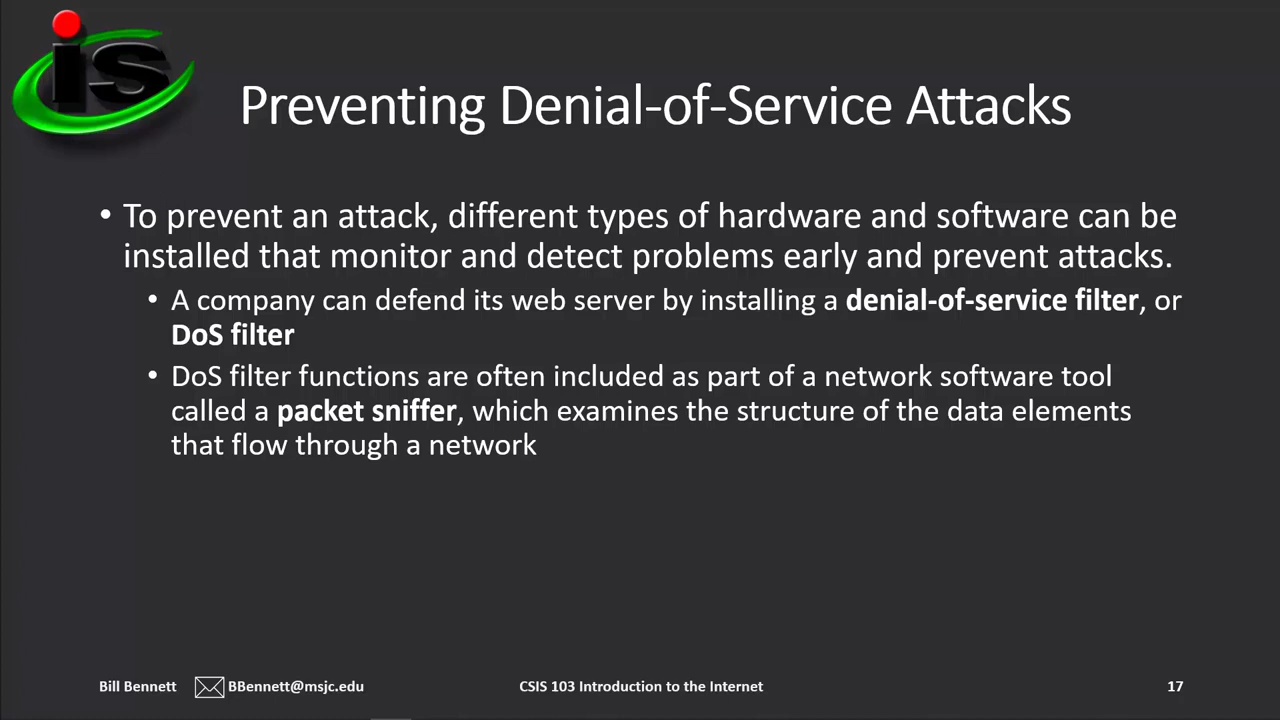 is
Preventing Denial-of-Service Attacks
• To prevent an attack, different types of hardware and software can be
installed that monitor and detect problems early and prevent attacks.
• A company can defend its web server by installing a denial-of-service filter, or
DoS filter
• DoS filter functions are often included as part of a network software tool
called a packet sniffer, which examines the structure of the data elements
that flow through a network
Bill Bennett BBennett@msjc.edu CSIS 103 Introduction to the Internet 17